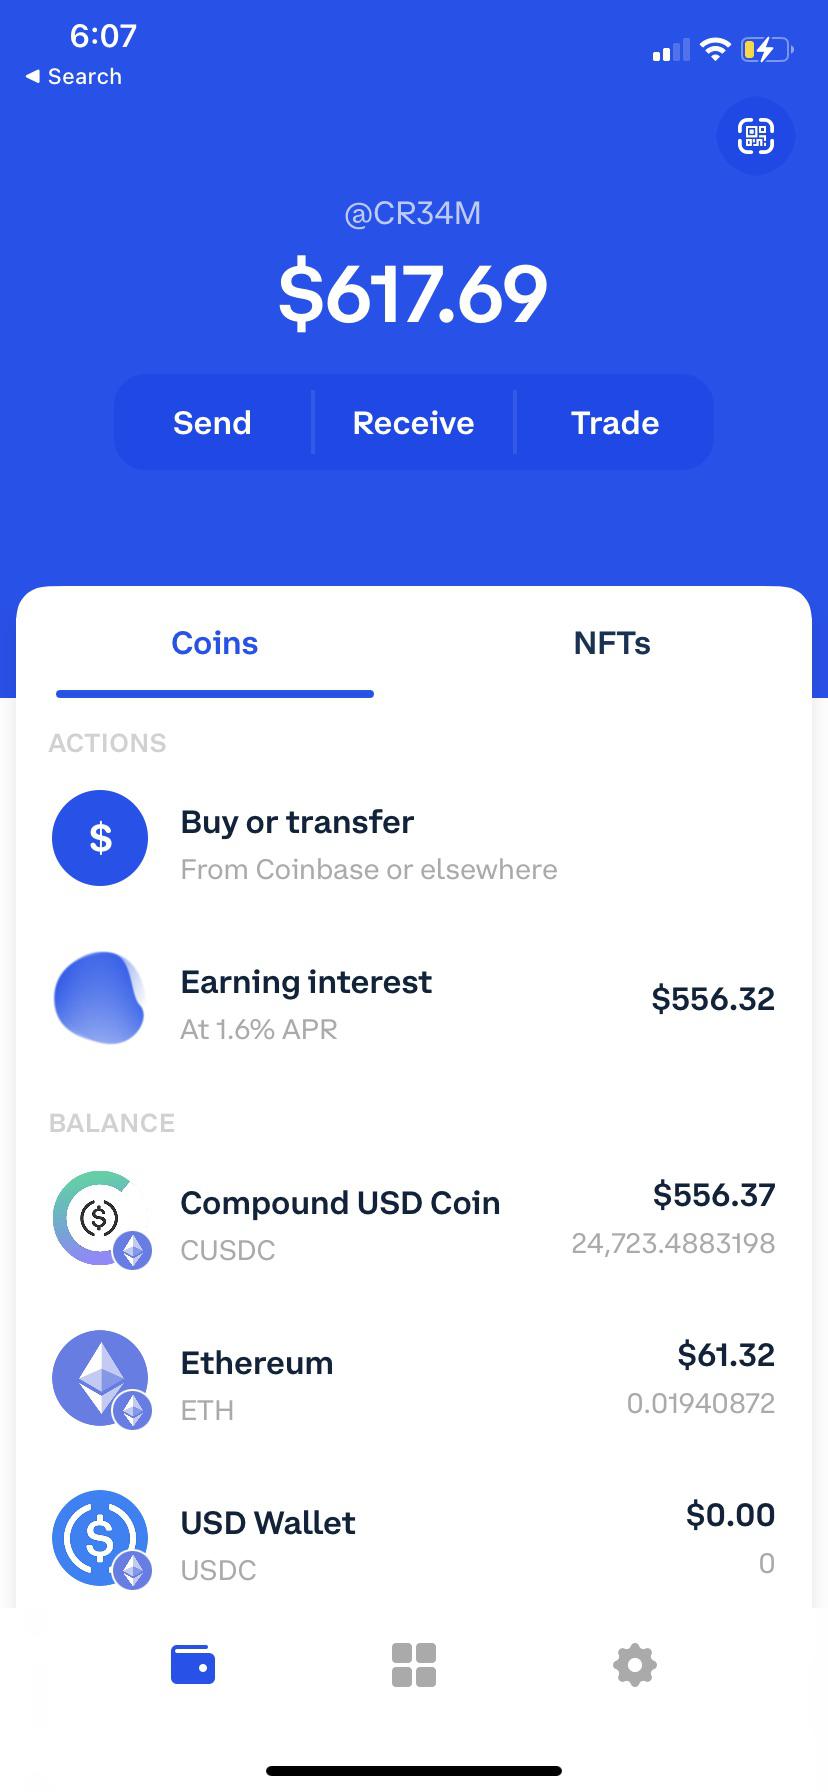 6:07
Search
@CR34M
$617.69
Send
Receive
Trade
Coins
NFTs
ACTIONS
$
Buy or transfer
From Coinbase or elsewhere
Earning interest
At 1.6% APR
$556.32
BALANCE
Compound USD Coin
CUSDC
$556.37
24,723.4883198
Ethereum
ETH
$61.32
0.01940872
USD Wallet
USDC
$0.00
0